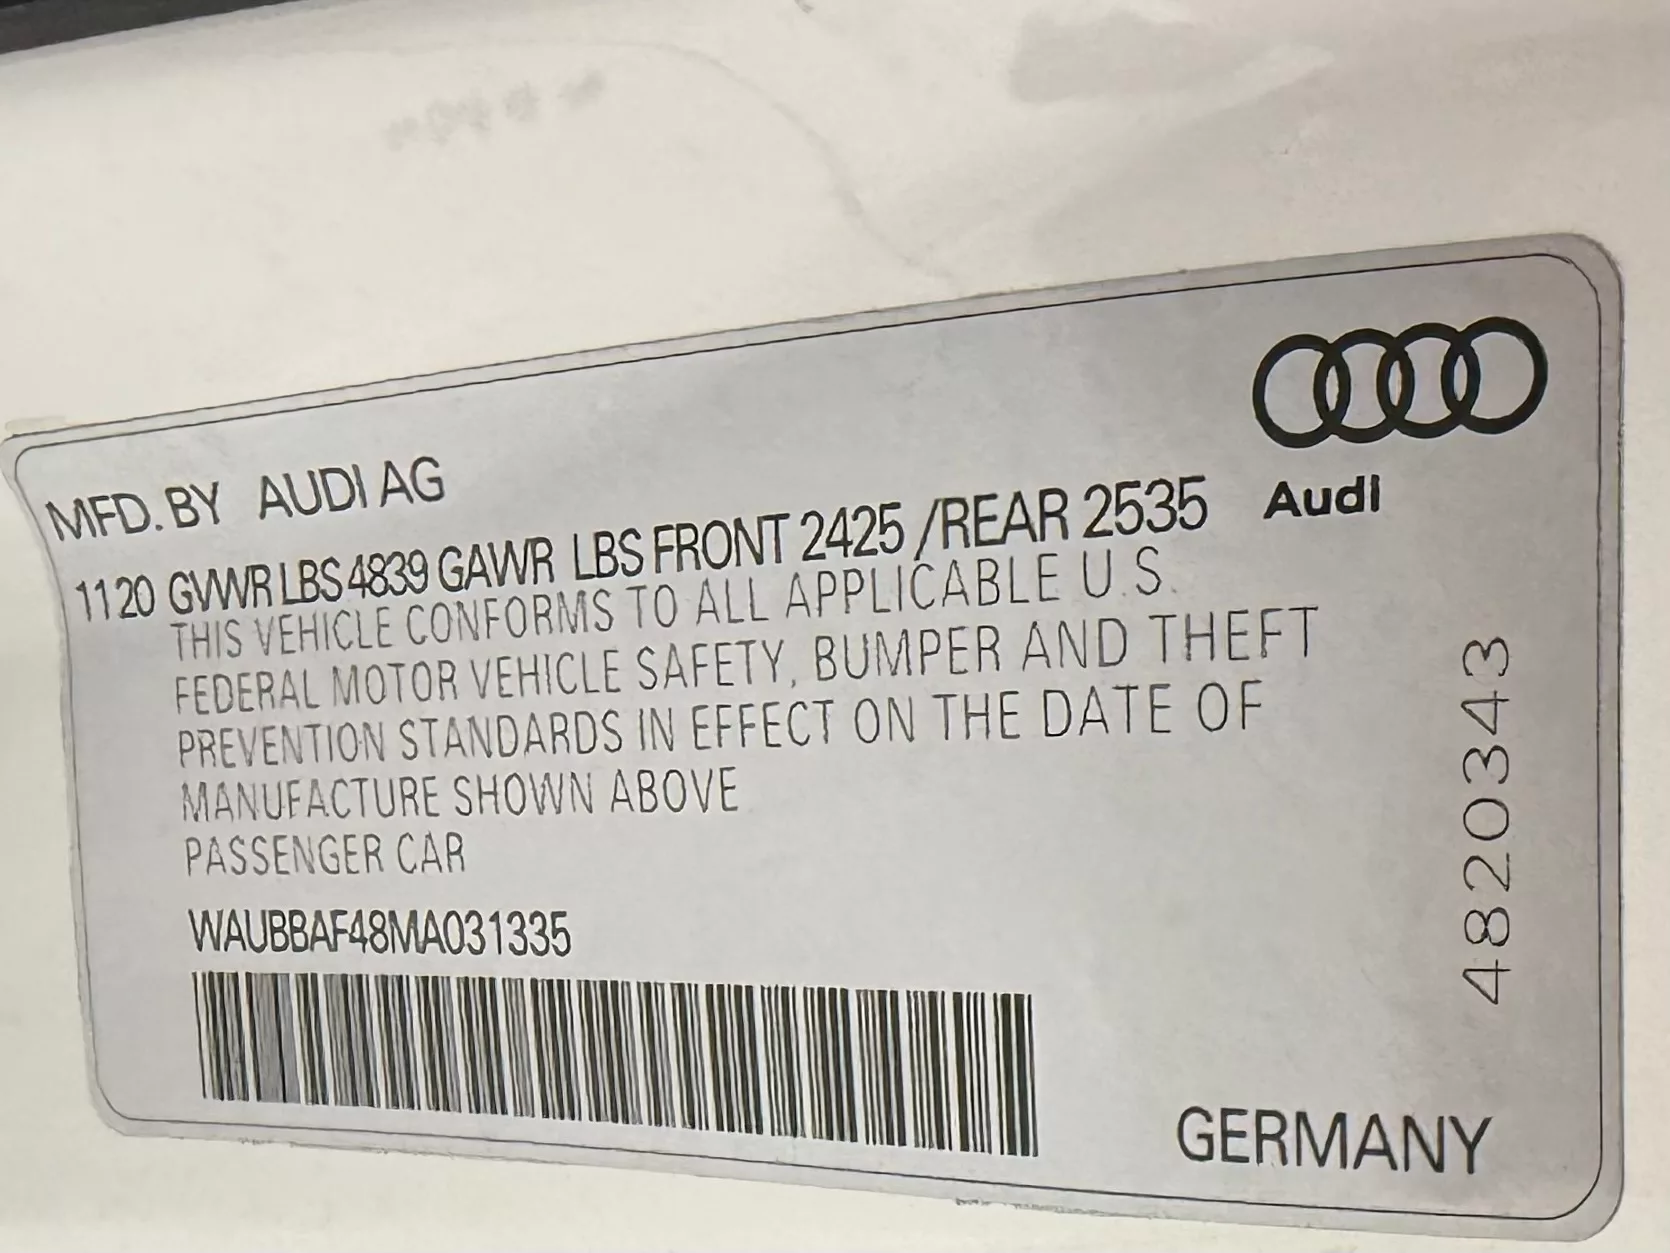 MFD. BY AUDI AG
1120 GVWR LBS 4839 GAWR LBS FRONT 2425 /REAR 2535
THIS VEHICLE CONFORMS TO ALL APPLICABLE U.S.
FEDERAL MOTOR VEHICLE SAFETY, BUMPER AND THEFT
PREVENTION STANDARDS IN EFFECT ON THE DATE OF
MANUFACTURE SHOWN ABOVE
PASSENGER CAR
WAUBBAF48MA031335
Audi
4820343
GERMANY